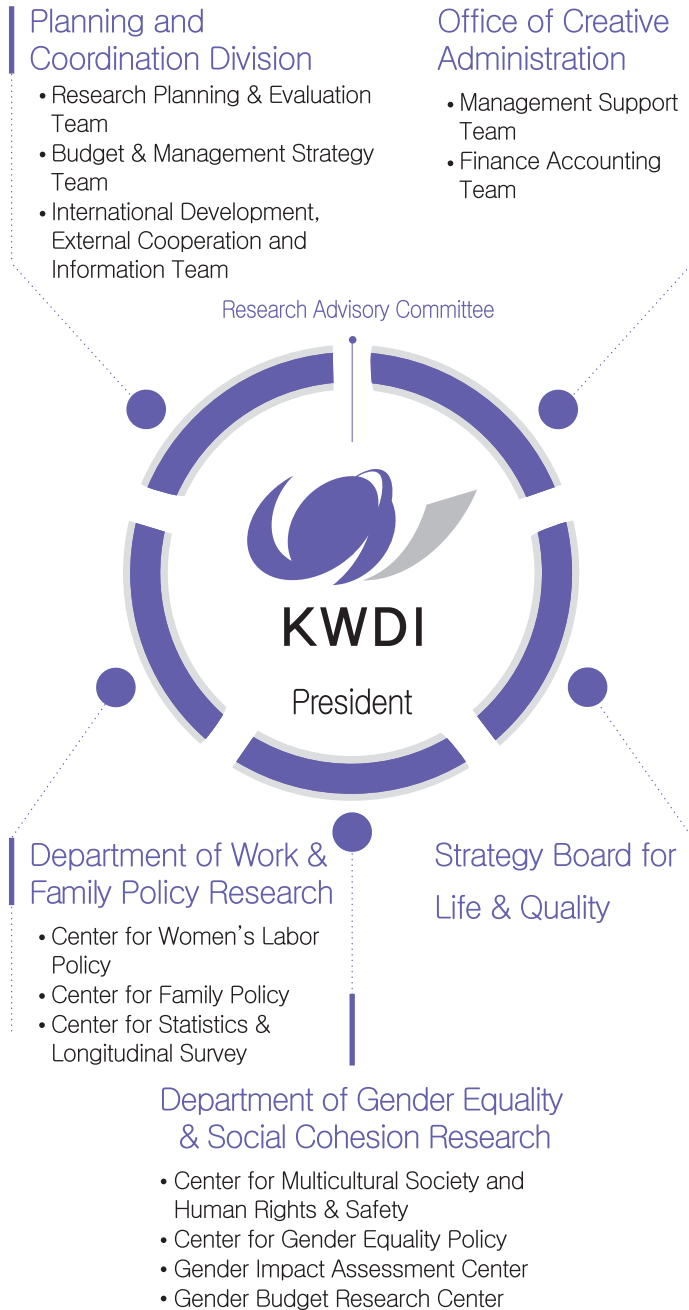 Planning and
Coordination Division
• Research Planning & Evaluation
Team
• Budget & Management Strategy
Team
• International Development,
External Cooperation and
Information Team
Office of Creative
Administration
• Management Support
Team
• Finance Accounting
Team
Research Advisory Committee
KWDI
President
Department of Work &
Family Policy Research
• Center for Women's Labor
Policy
• Center for Family Policy
• Center for Statistics &
Longitudinal Survey
Strategy Board for
Life & Quality
Department of Gender Equality
& Social Cohesion Research
• Center for Multicultural Society and
Human Rights & Safety
• Center for Gender Equality Policy
• Gender Impact Assessment Center
• Gender Budget Research Center